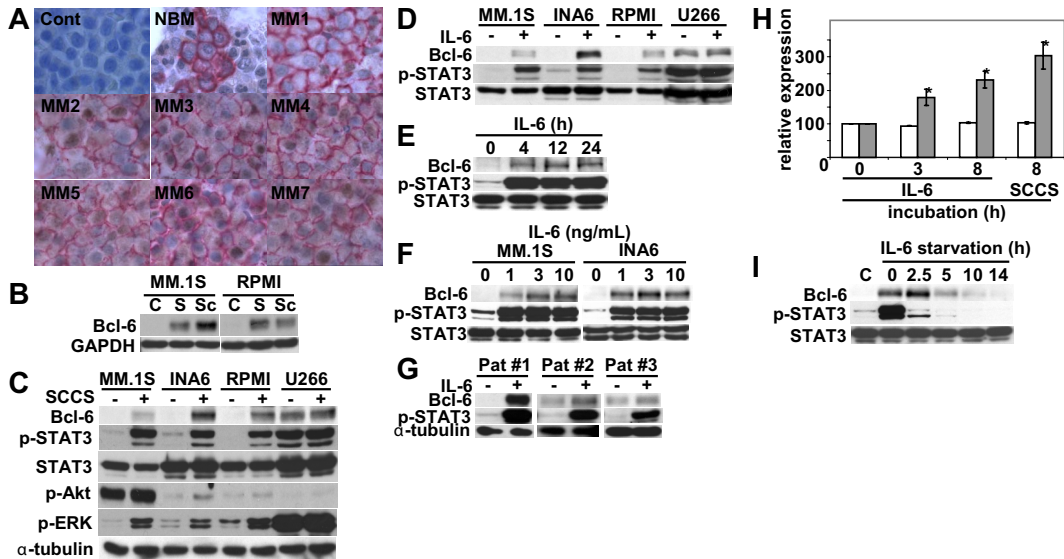 A
Cont
NBM
MM1
MM2
MM3
MM4
MM5
MM6
MM7
B
MM.1S RPMI
C S Sc C S Sc
Bcl-6
GAPDH
C
MM.1S INA6 RPMI U266
SCCS - + - + - + - +
Bcl-6
p-STAT3
STAT3
p-Akt
p-ERK
α-tubulin
D
MM.1S INA6 RPMI U266
IL-6 - + - + - + - +
Bcl-6
p-STAT3
STAT3
E
IL-6 (h)
0 4 12 24
Bcl-6
p-STAT3
STAT3
F
IL-6 (ng/mL)
MM.1S INA6
0 1 3 10 0 1 3 10
Bcl-6
p-STAT3
STAT3
G
Pat #1 Pat #2 Pat #3
IL-6 - + - + - +
Bcl-6
p-STAT3
α-tubulin
H
relative expression
300
200
100
0
* * *
0 3 8 8
IL-6 SCCS
incubation (h)
I
IL-6 starvation (h)
C 0 2.5 5 10 14
Bcl-6
p-STAT3
STAT3